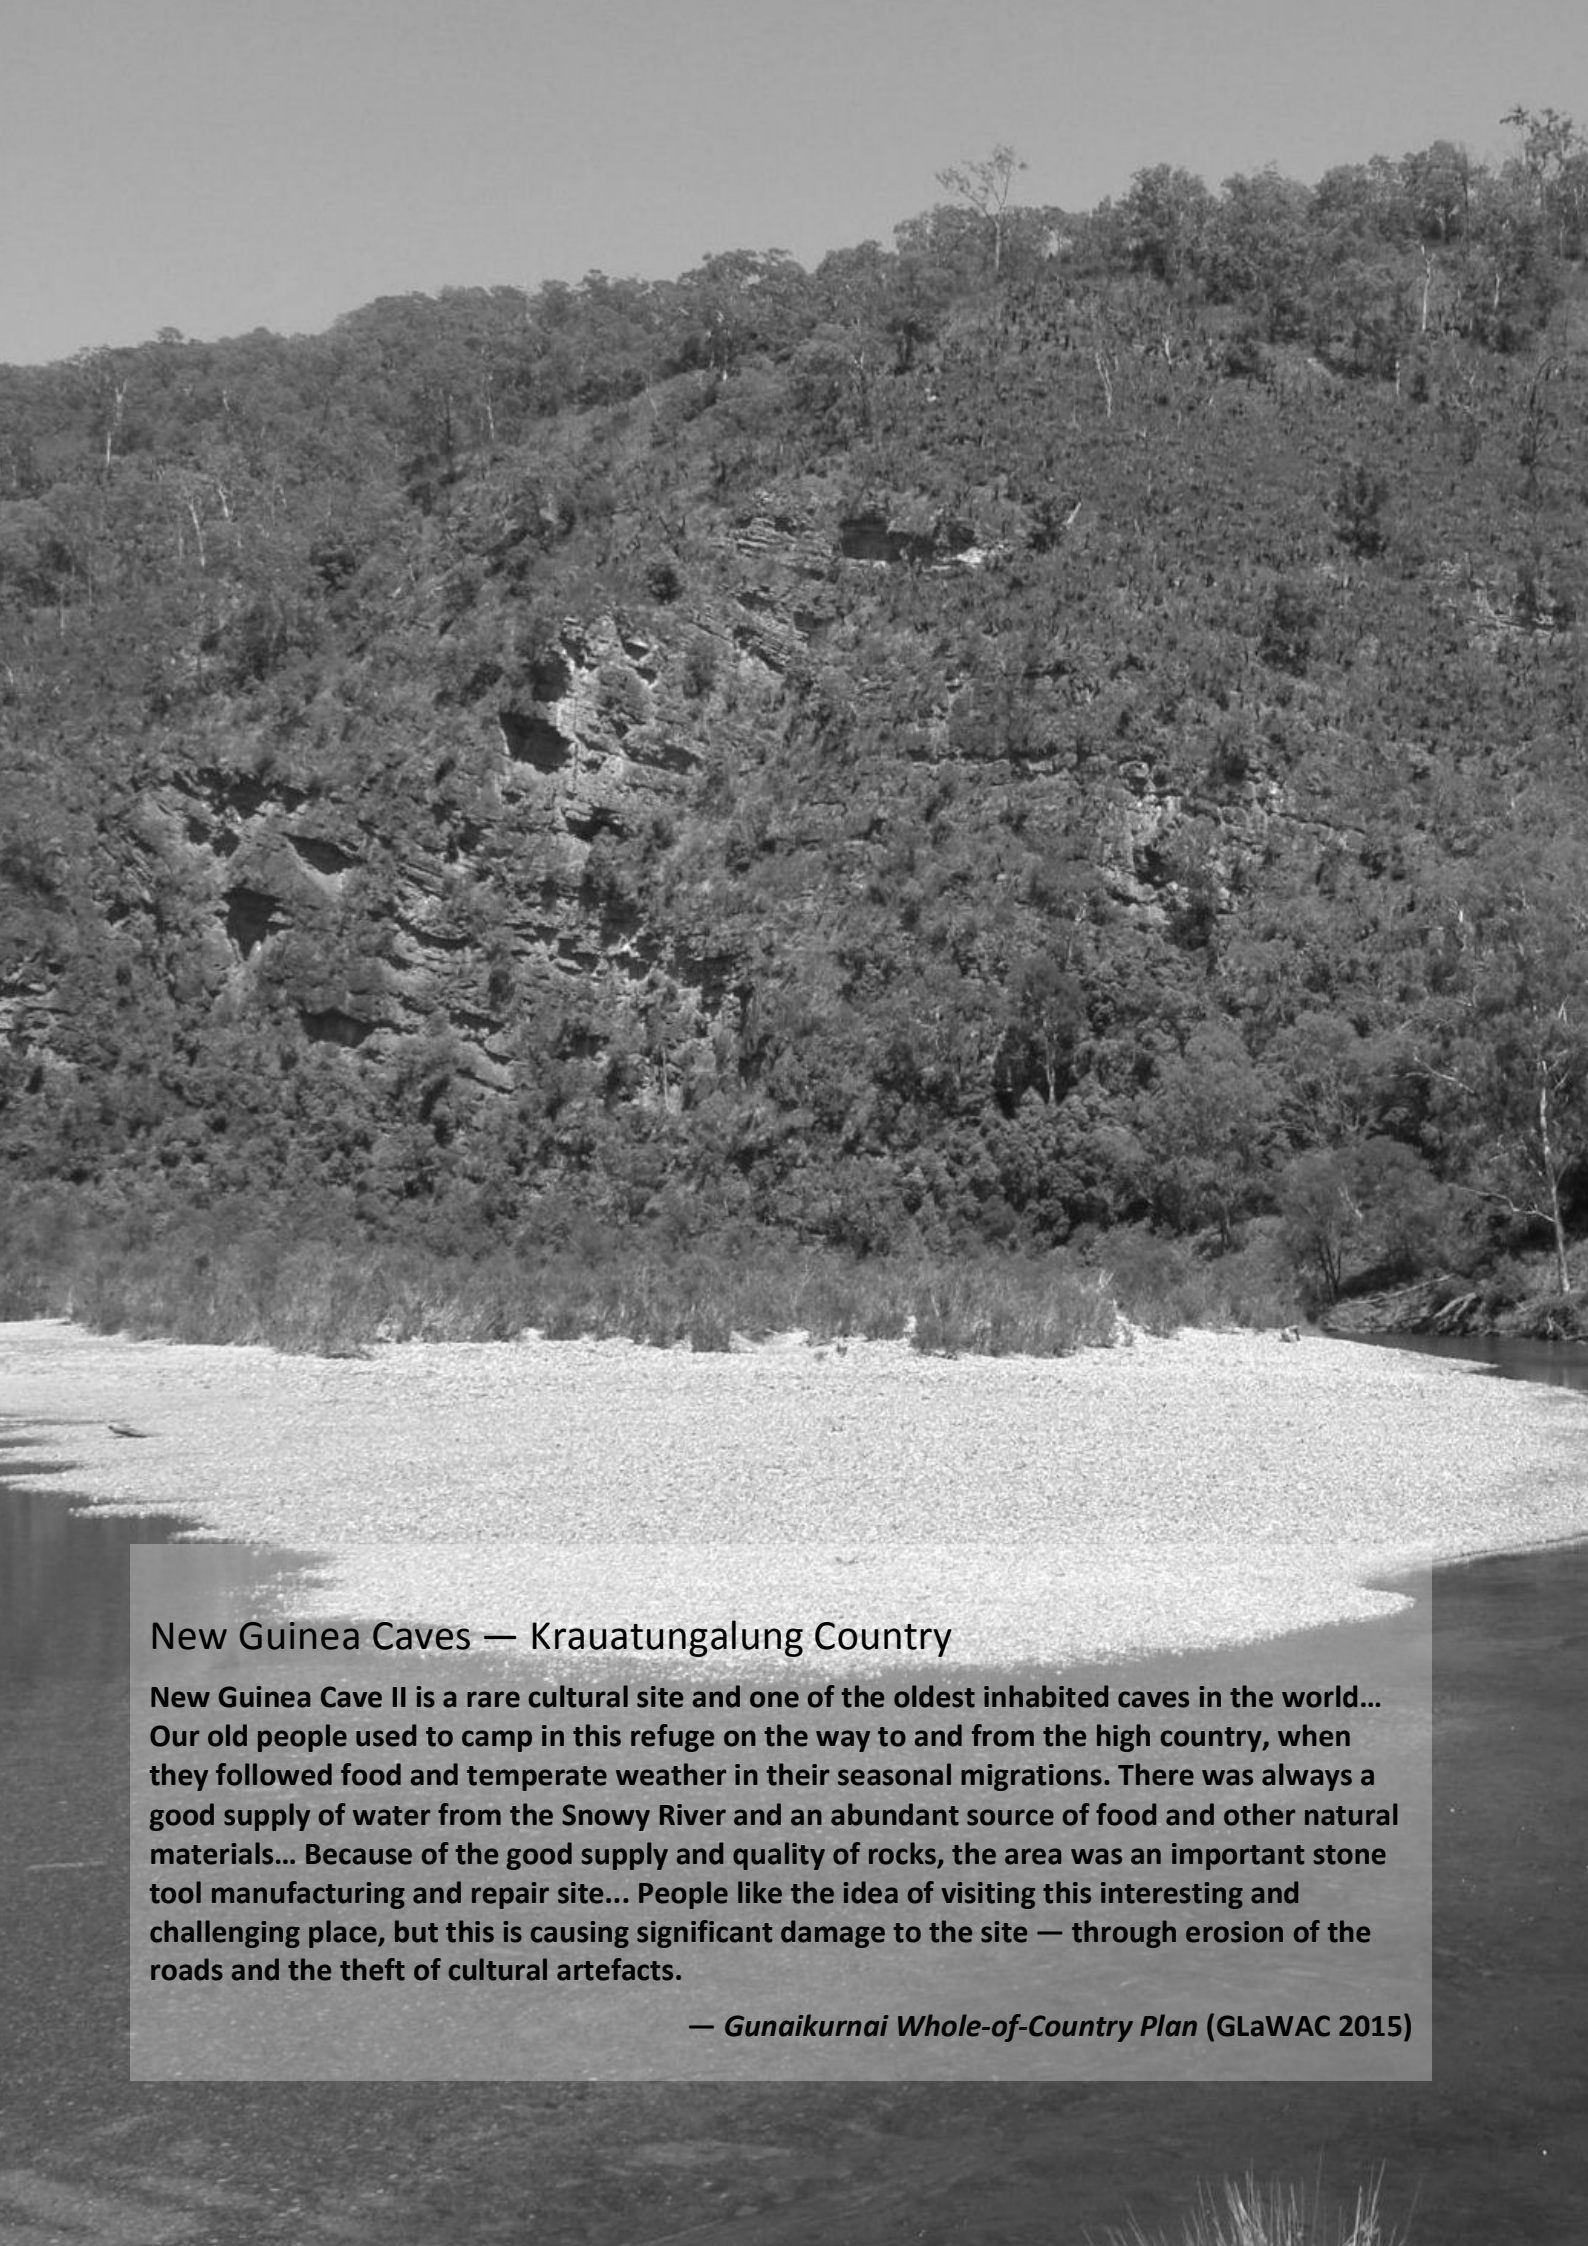 New Guinea Caves — Krauatungalung Country
New Guinea Cave II is a rare cultural site and one of the oldest inhabited caves in the world…
Our old people used to camp in this refuge on the way to and from the high country, when
they followed food and temperate weather in their seasonal migrations. There was always a
good supply of water from the Snowy River and an abundant source of food and other natural
materials… Because of the good supply and quality of rocks, the area was an important stone
tool manufacturing and repair site... People like the idea of visiting this interesting and
challenging place, but this is causing significant damage to the site — through erosion of the
roads and the theft of cultural artefacts.
— Gunaikurnai Whole-of-Country Plan (GLaWAC 2015)